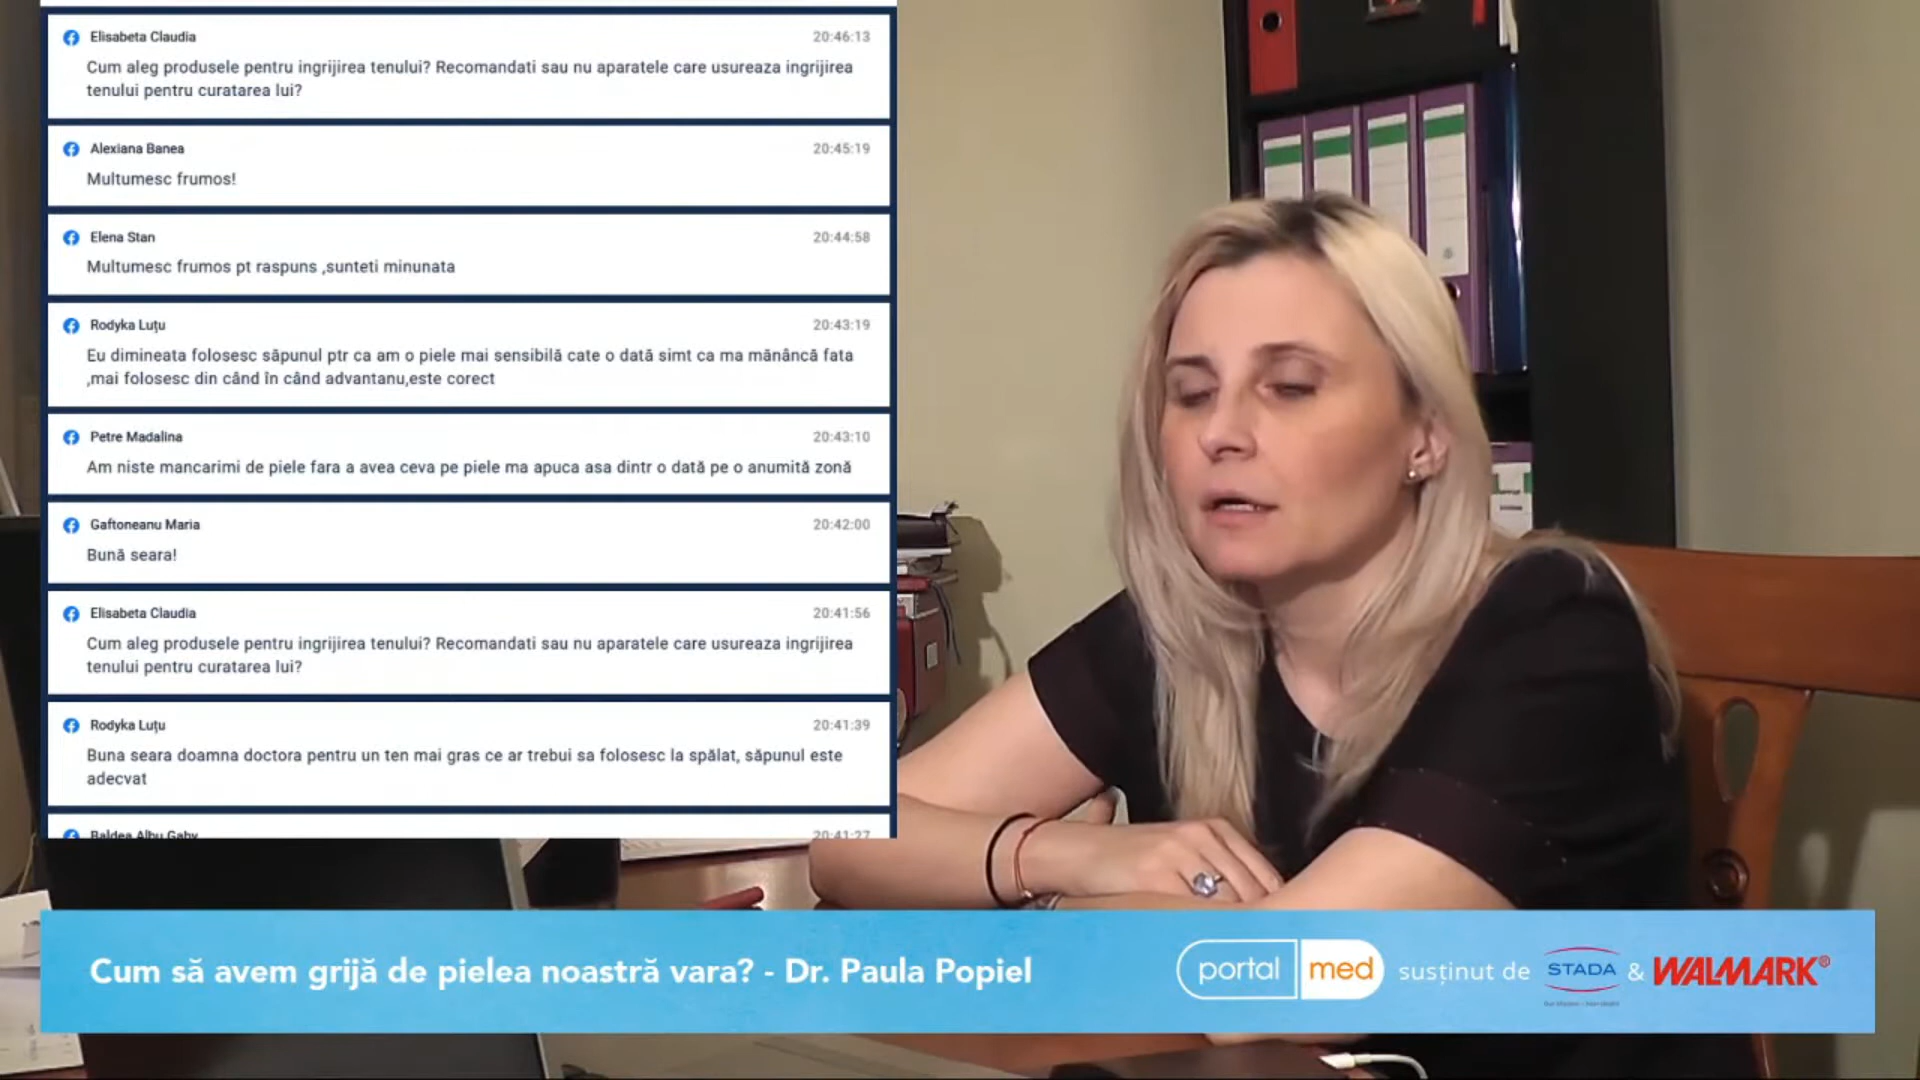 Elisabeta Claudia 20:46:13
Cum aleg produsele pentru ingrijirea tenului? Recomandati sau nu aparatele care usureaza ingrijirea
tenului pentru curatarea lui?
Alexiana Banea 20:45:19
Multumesc frumos!
Elena Stan 20:44:58
Multumesc frumos pt raspuns ,sunteti minunata
Rodyka Luțu 20:43:19
Eu dimineata folosesc săpunul ptr ca am o piele mai sensibilă cate o dată simt ca ma mănâncă fata
,mai folosesc din când în când advantanu,este corect
Petre Madalina 20:43:10
Am niste mancarimi de piele fara a avea ceva pe piele ma apuca asa dintr o dată pe o anumită zonă
Gaftoneanu Maria 20:42:00
Bună seara!
Elisabeta Claudia 20:41:56
Cum aleg produsele pentru ingrijirea tenului? Recomandati sau nu aparatele care usureaza ingrijirea
tenului pentru curatarea lui?
Rodyka Luțu 20:41:39
Buna seara doamna doctora pentru un ten mai gras ce ar trebui sa folosesc la spălat, săpunul este
adecvat
Baldea Albu Gaby 20:41:27
Cum să avem grijă de pielea noastră vara? - Dr. Paula Popiel
portal med susținut de STADA & WALMARK®